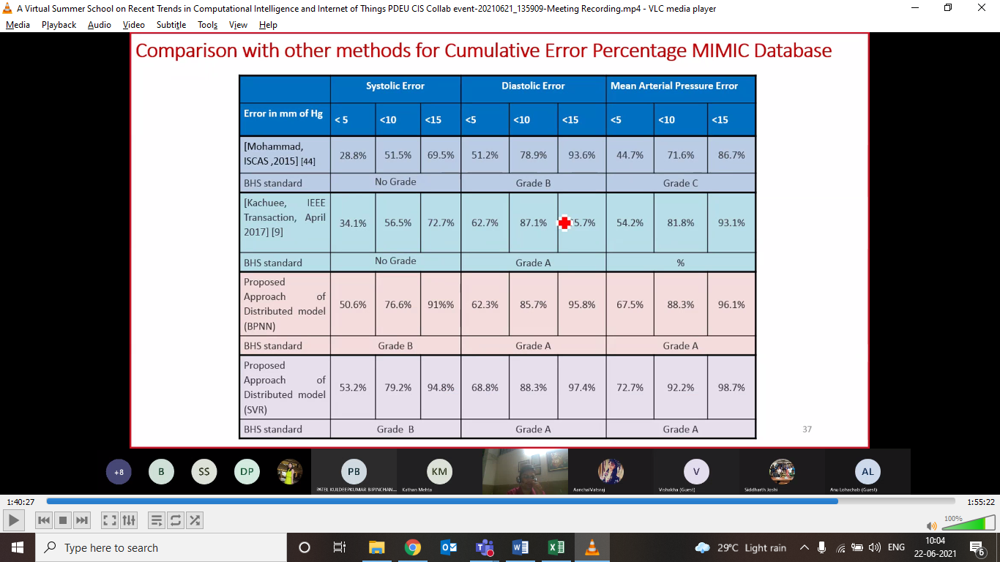 A Virtual Summer School on Recent Trends in Computational Intelligence and Internet of Things PDEU CIS Collab event-20210621_135909-Meeting Recording.mp4 - VLC media player
Media Playback Audio Video Subtitle Tools View Help
Comparison with other methods for Cumulative Error Percentage MIMIC Database
Systolic Error Diastolic Error Mean Arterial Pressure Error
Error in mm of Hg < 5 <10 <15 <5 <10 <15 <5 <10 <15
[Mohammad,
ISCAS ,2015] [44] 28.8% 51.5% 69.5% 51.2% 78.9% 93.6% 44.7% 71.6% 86.7%
BHS standard No Grade Grade B Grade C
[Kachuee, IEEE
Transaction, April
2017] [9] 34.1% 56.5% 72.7% 62.7% 87.1% 5.7% 54.2% 81.8% 93.1%
BHS standard No Grade Grade A %
Proposed
Approach of
Distributed model
(BPNN) 50.6% 76.6% 91%% 62.3% 85.7% 95.8% 67.5% 88.3% 96.1%
BHS standard Grade B Grade A Grade A
Proposed
Approach of
Distributed model
(SVR) 53.2% 79.2% 94.8% 68.8% 88.3% 97.4% 72.7% 92.2% 98.7%
BHS standard Grade B Grade A Grade A
37
+8 B SS DP PB KM V AL
PATEL KULDEEPKUMAR BIPINCHAN... Kathan Mehta AanchalVatsraj Vishakha (Guest) Siddharth Joshi Anu Lohachab (Guest)
1:40:27 1:55:22
100%
Type here to search
29°C Light rain ENG
10:04
22-06-2021
6